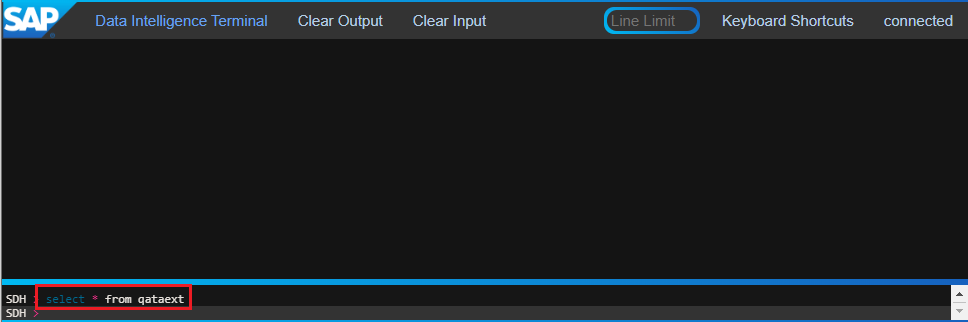 SAP Data Intelligence Terminal Clear Output Clear Input Line Limit Keyboard Shortcuts connected
SDH > select * from qataext
SDH >